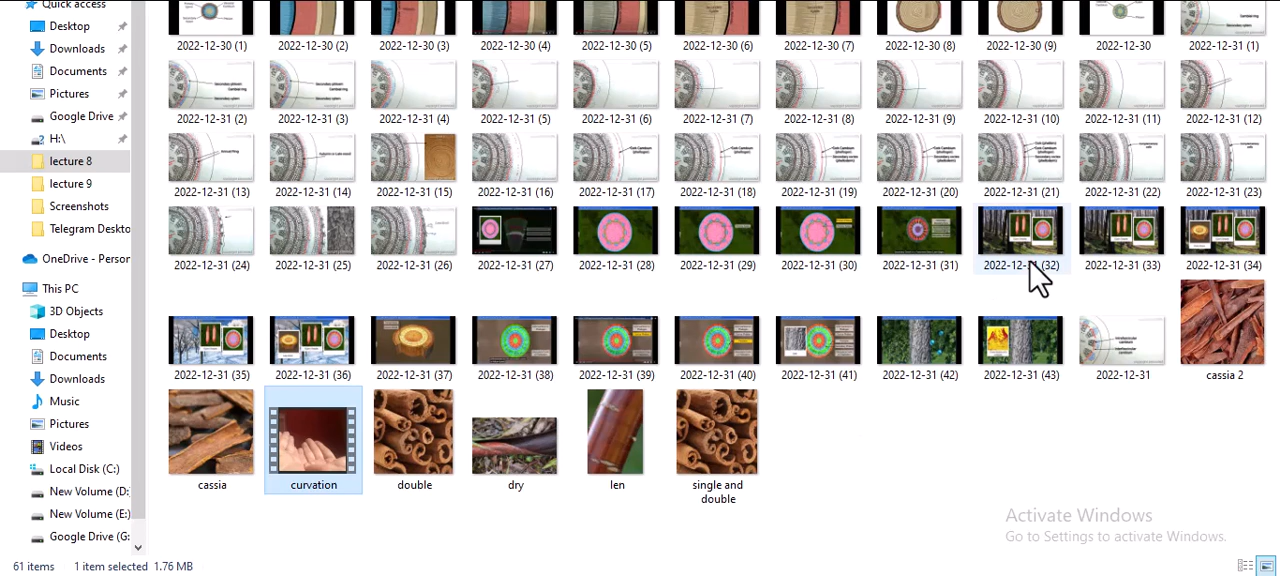 Quick access
Desktop
Downloads
Documents
Pictures
Google Drive
H:\
lecture 8
lecture 9
Screenshots
Telegram Deskto
OneDrive - Person
This PC
3D Objects
Desktop
Documents
Downloads
Music
Pictures
Videos
Local Disk (C:)
New Volume (D:
New Volume (E:)
Google Drive (G:
2022-12-30 (1) 2022-12-30 (2) 2022-12-30 (3) 2022-12-30 (4) 2022-12-30 (5) 2022-12-30 (6) 2022-12-30 (7) 2022-12-30 (8) 2022-12-30 (9) 2022-12-30 2022-12-31 (1)
2022-12-31 (2) 2022-12-31 (3) 2022-12-31 (4) 2022-12-31 (5) 2022-12-31 (6) 2022-12-31 (7) 2022-12-31 (8) 2022-12-31 (9) 2022-12-31 (10) 2022-12-31 (11) 2022-12-31 (12)
2022-12-31 (13) 2022-12-31 (14) 2022-12-31 (15) 2022-12-31 (16) 2022-12-31 (17) 2022-12-31 (18) 2022-12-31 (19) 2022-12-31 (20) 2022-12-31 (21) 2022-12-31 (22) 2022-12-31 (23)
2022-12-31 (24) 2022-12-31 (25) 2022-12-31 (26) 2022-12-31 (27) 2022-12-31 (28) 2022-12-31 (29) 2022-12-31 (30) 2022-12-31 (31) 2022-12-31 (32) 2022-12-31 (33) 2022-12-31 (34)
2022-12-31 (35) 2022-12-31 (36) 2022-12-31 (37) 2022-12-31 (38) 2022-12-31 (39) 2022-12-31 (40) 2022-12-31 (41) 2022-12-31 (42) 2022-12-31 (43) 2022-12-31 cassia 2
cassia curvation double dry len single and
double
Activate Windows
Go to Settings to activate Windows.
61 items 1 item selected 1.76 MB